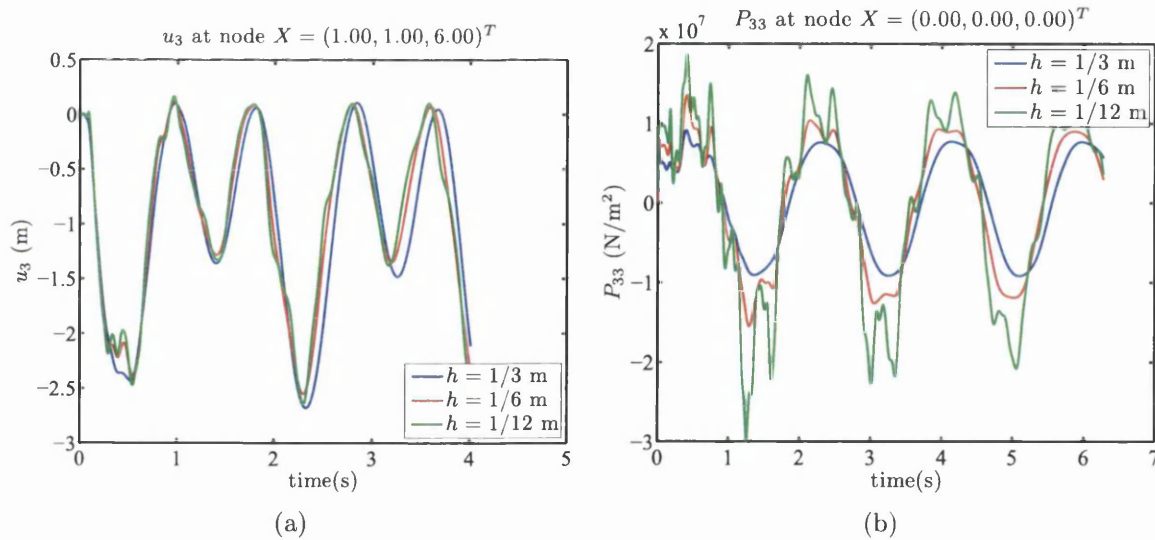 u₃ at node X = (1.00, 1.00, 6.00)ᵀ
0.5
0
−0.5
−1
−1.5
−2
−2.5
−3
u₃ (m)
0 1 2 3 4 5
time(s)
h = 1/3 m
h = 1/6 m
h = 1/12 m
(a)
P₃₃ at node X = (0.00, 0.00, 0.00)ᵀ
x 10⁷
2
1
0
−1
−2
−3
P₃₃ (N/m²)
0 1 2 3 4 5 6 7
time(s)
h = 1/3 m
h = 1/6 m
h = 1/12 m
(b)